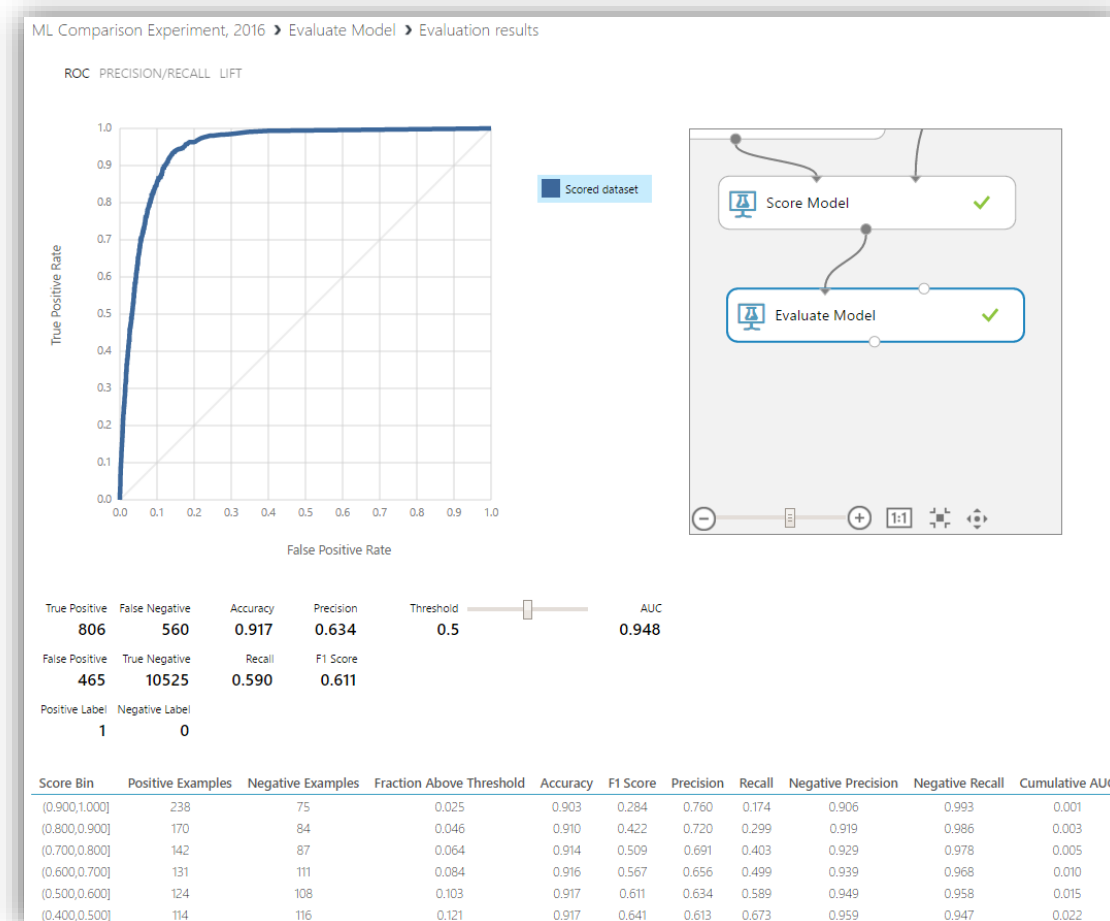 ML Comparison Experiment, 2016 › Evaluate Model › Evaluation results
ROC PRECISION/RECALL LIFT
1.0
0.9
0.8
0.7
0.6
0.5
0.4
0.3
0.2
0.1
0.0
True Positive Rate
0.0 0.1 0.2 0.3 0.4 0.5 0.6 0.7 0.8 0.9 1.0
False Positive Rate
Scored dataset
Score Model
Evaluate Model
1:1
True Positive False Negative Accuracy Precision Threshold AUC
806 560 0.917 0.634 0.5 0.948
False Positive True Negative Recall F1 Score
465 10525 0.590 0.611
Positive Label Negative Label
1 0
Score Bin Positive Examples Negative Examples Fraction Above Threshold Accuracy F1 Score Precision Recall Negative Precision Negative Recall Cumulative AUC
(0.900,1.000] 238 75 0.025 0.903 0.284 0.760 0.174 0.906 0.993 0.001
(0.800,0.900] 170 84 0.046 0.910 0.422 0.720 0.299 0.919 0.986 0.003
(0.700,0.800] 142 87 0.064 0.914 0.509 0.691 0.403 0.929 0.978 0.005
(0.600,0.700] 131 111 0.084 0.916 0.567 0.656 0.499 0.939 0.968 0.010
(0.500,0.600] 124 108 0.103 0.917 0.611 0.634 0.589 0.949 0.958 0.015
(0.400,0.500] 114 116 0.121 0.917 0.641 0.613 0.673 0.959 0.947 0.022